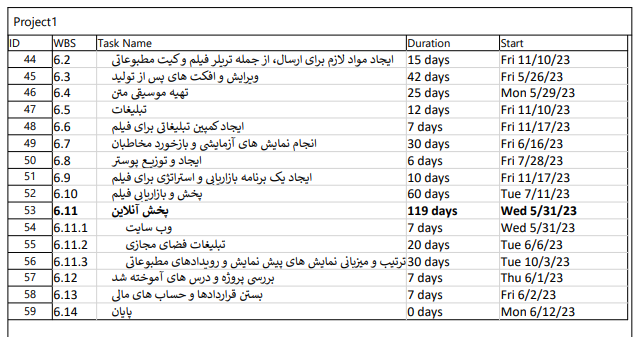 Project1
ID WBS Task Name Duration Start
44 6.2 ایجاد مواد لازم برای ارسال، از جمله تریلر فیلم و کیت مطبوعاتی 15 days Fri 11/10/23
45 6.3 ویرایش و افکت های پس از تولید 42 days Fri 5/26/23
46 6.4 تهیه موسیقی متن 25 days Mon 5/29/23
47 6.5 تبلیغات 12 days Fri 11/10/23
48 6.6 ایجاد کمپین تبلیغاتی برای فیلم 7 days Fri 11/17/23
49 6.7 انجام نمایش های آزمایشی و بازخورد مخاطبان 30 days Fri 6/16/23
50 6.8 ایجاد و توزیع پوستر 6 days Fri 7/28/23
51 6.9 ایجاد یک برنامه بازاریابی و استراتژی برای فیلم 10 days Fri 11/17/23
52 6.10 پخش و بازاریابی فیلم 60 days Tue 7/11/23
53 6.11 پخش آنلاین 119 days Wed 5/31/23
54 6.11.1 وب سایت 7 days Wed 5/31/23
55 6.11.2 تبلیغات فضای مجازی 20 days Tue 6/6/23
56 6.11.3 ترتیب و میزبانی نمایش های پیش نمایش و رویدادهای مطبوعاتی 30 days Tue 10/3/23
57 6.12 بررسی پروژه و درس های آموخته شد 7 days Thu 6/1/23
58 6.13 بستن قراردادها و حساب های مالی 7 days Fri 6/2/23
59 6.14 پایان 0 days Mon 6/12/23